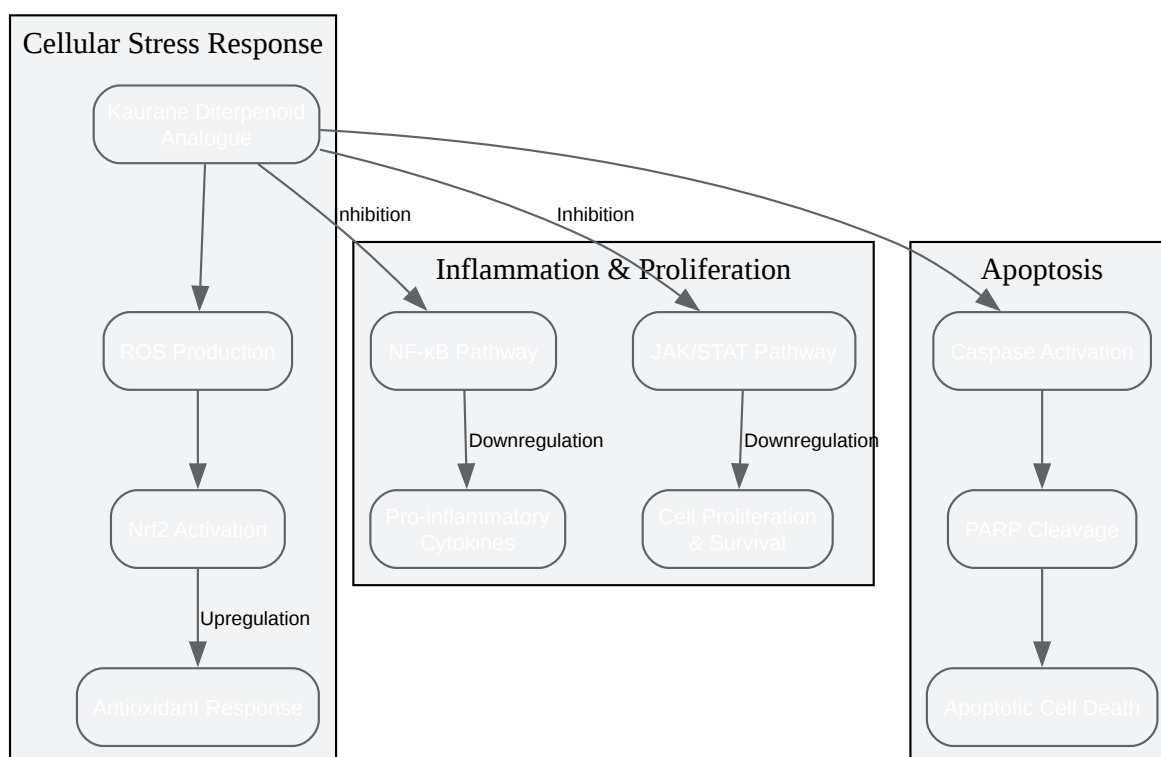 Cellular Stress Response
Kaurane Diterpenoid
Analogue
Inhibition
Inhibition
Inflammation & Proliferation
Apoptosis
ROS Production
NF-κB Pathway
JAK/STAT Pathway
Caspase Activation
Downregulation
Downregulation
Nrf2 Activation
Pro-inflammatory
Cytokines
Cell Proliferation
& Survival
PARP Cleavage
Upregulation
Antioxidant Response
Apoptotic Cell Death